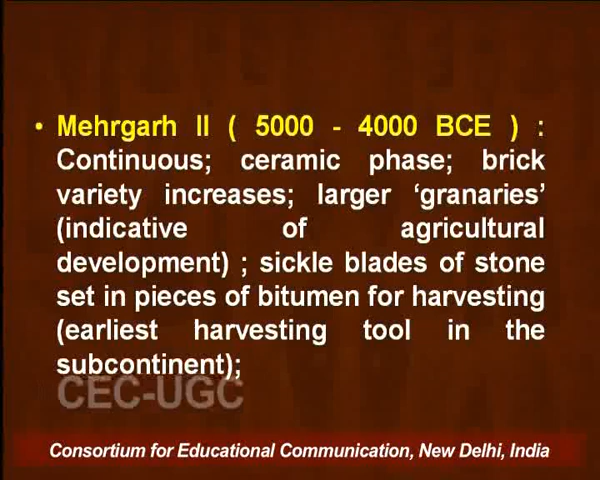 • Mehrgarh II ( 5000 - 4000 BCE ) :
Continuous; ceramic phase; brick
variety increases; larger ‘granaries’
(indicative of agricultural
development) ; sickle blades of stone
set in pieces of bitumen for harvesting
(earliest harvesting tool in the
subcontinent);
CEC-UGC
Consortium for Educational Communication, New Delhi, India